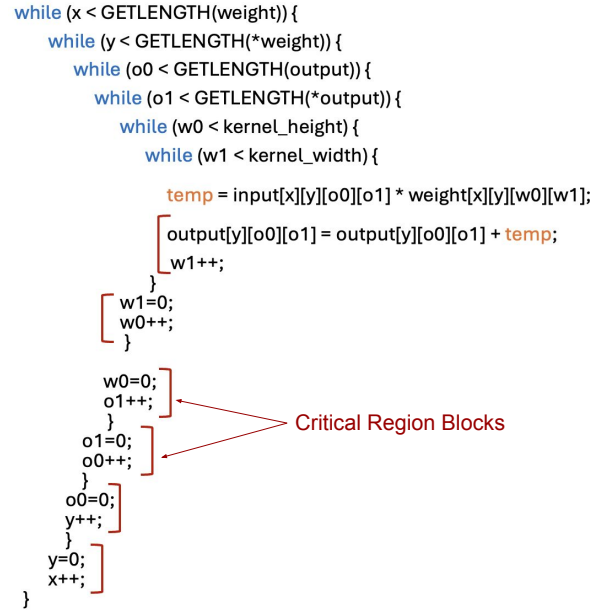 while (x < GETLENGTH(weight)) {
while (y < GETLENGTH(*weight)) {
while (o0 < GETLENGTH(output)) {
while (o1 < GETLENGTH(*output)) {
while (w0 < kernel_height) {
while (w1 < kernel_width) {
temp = input[x][y][o0][o1] * weight[x][y][w0][w1];
output[y][o0][o1] = output[y][o0][o1] + temp;
w1++;
}
w1=0;
w0++;
}
w0=0;
o1++;
}
Critical Region Blocks
o1=0;
o0++;
}
o0=0;
y++;
}
y=0;
x++;
}